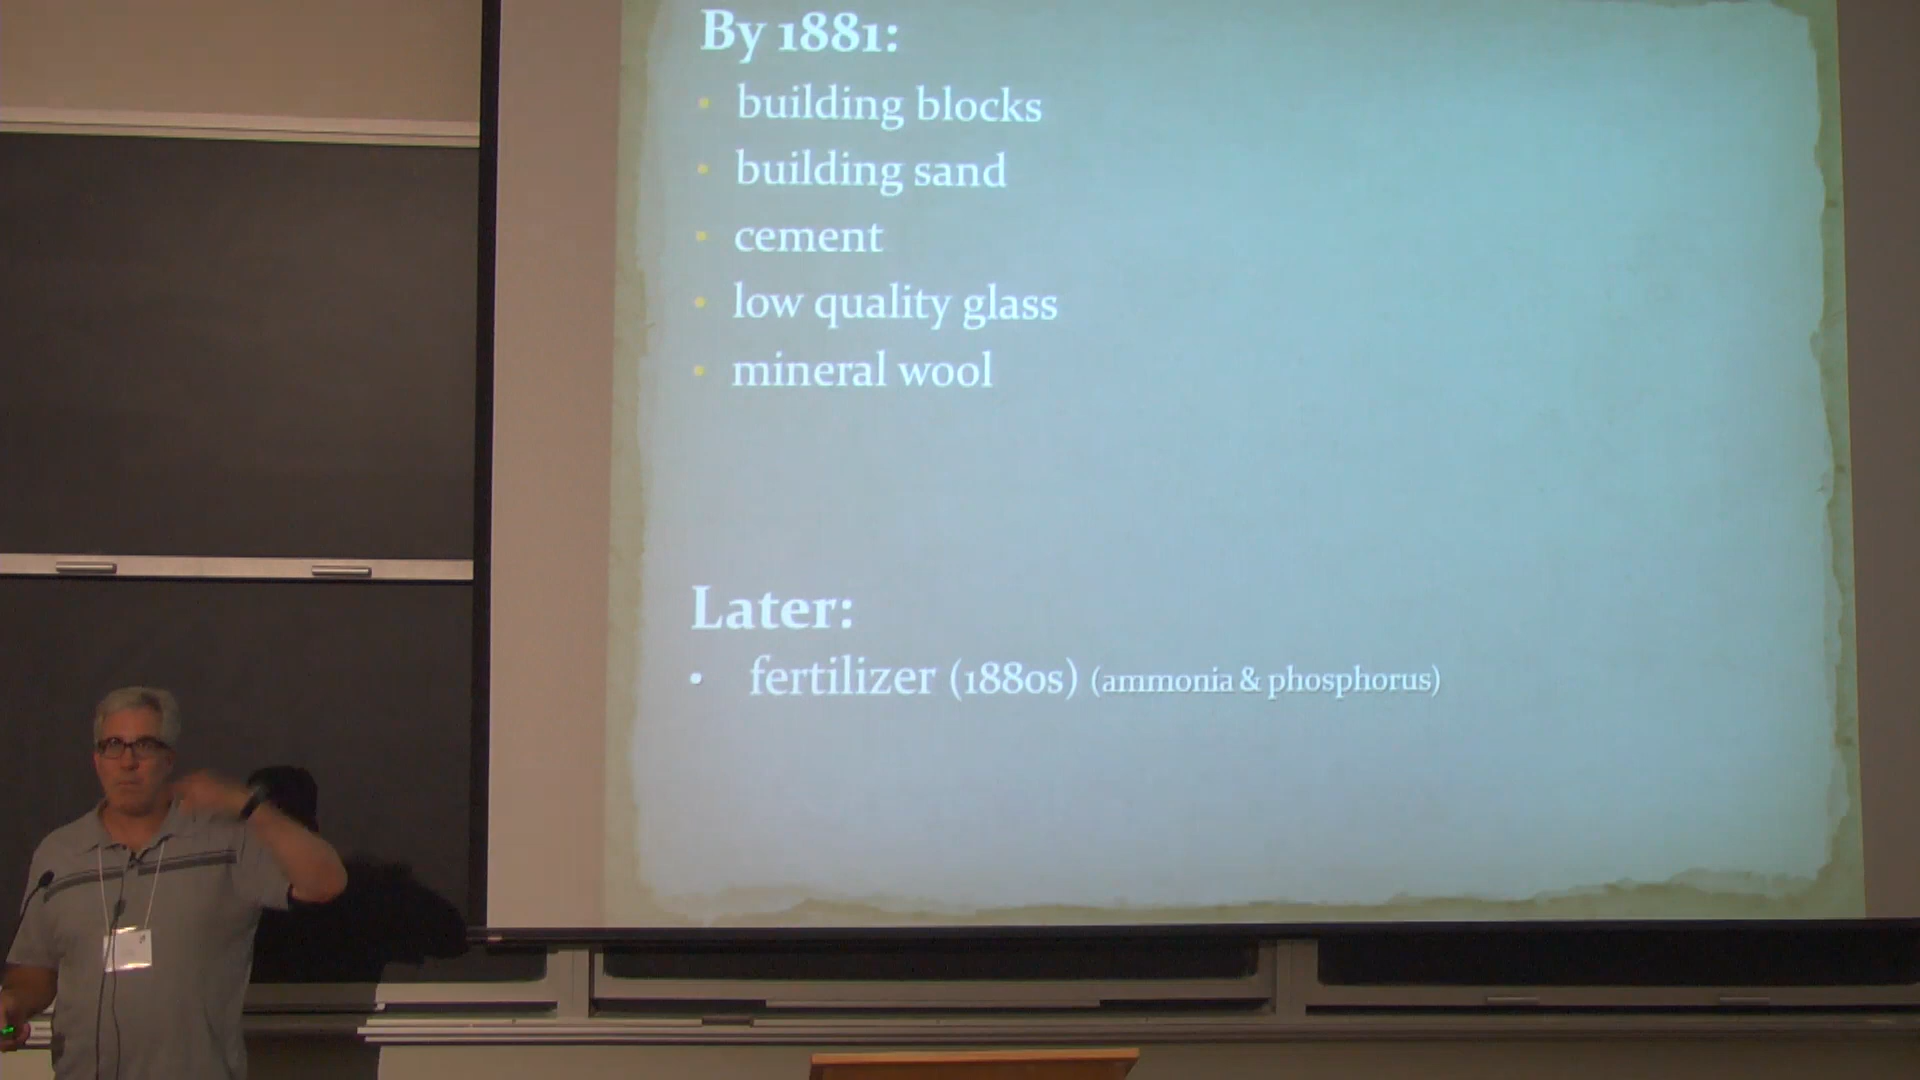 By 1881:
• building blocks
• building sand
• cement
• low quality glass
• mineral wool
Later:
• fertilizer (1880s) (ammonia & phosphorus)